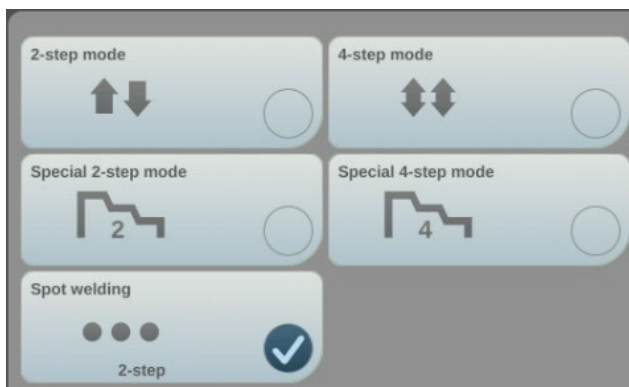 2-step mode
4-step mode
Special 2-step mode
2
Special 4-step mode
4
Spot welding
2-step